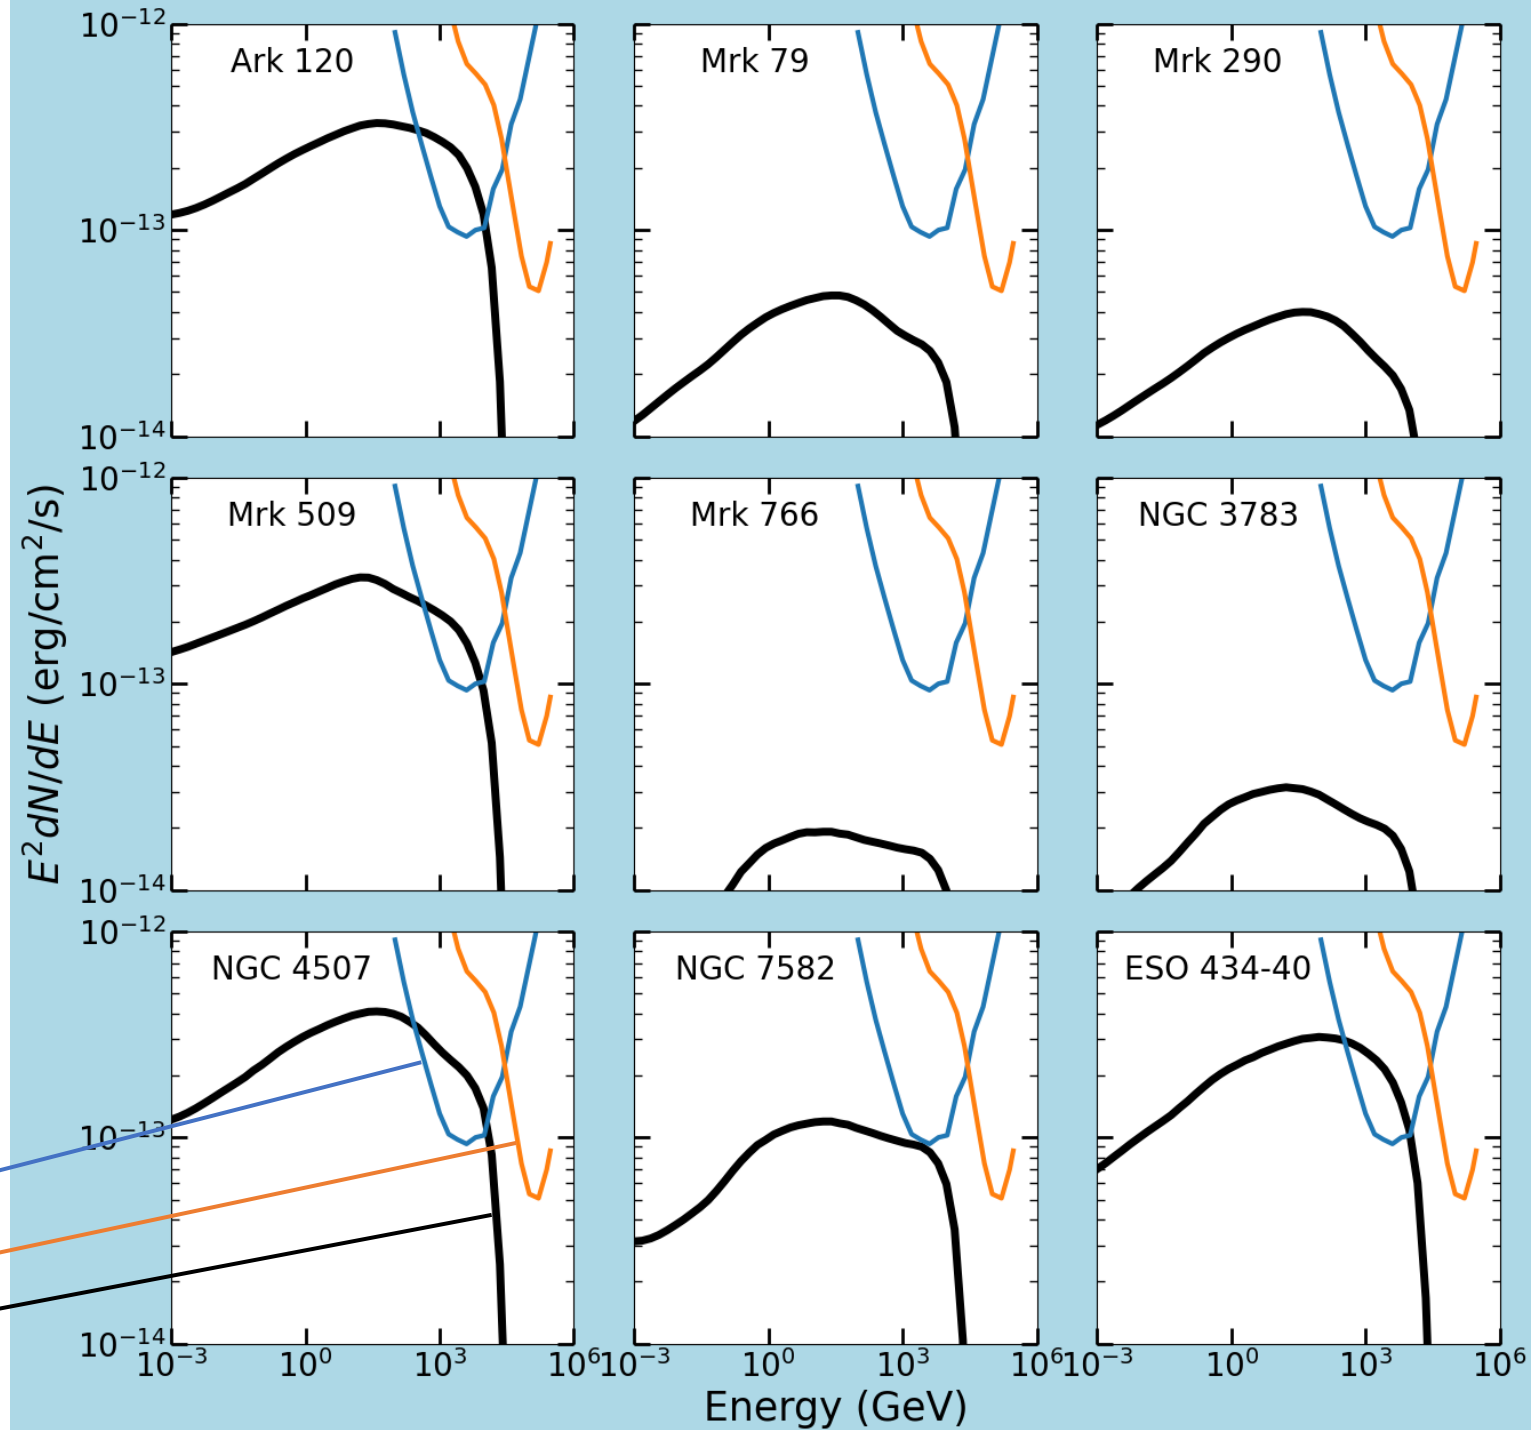 10⁻¹²
Ark 120
Mrk 79
Mrk 290
10⁻¹³
10⁻¹⁴
10⁻¹²
Mrk 509
Mrk 766
NGC 3783
10⁻¹³
10⁻¹⁴
E²dN/dE (erg/cm²/s)
10⁻¹²
NGC 4507
NGC 7582
ESO 434-40
10⁻¹³
10⁻¹⁴
10⁻³ 10⁰ 10³ 10⁶ 10⁻³ 10⁰ 10³ 10⁶ 10⁻³ 10⁰ 10³ 10⁶
Energy (GeV)